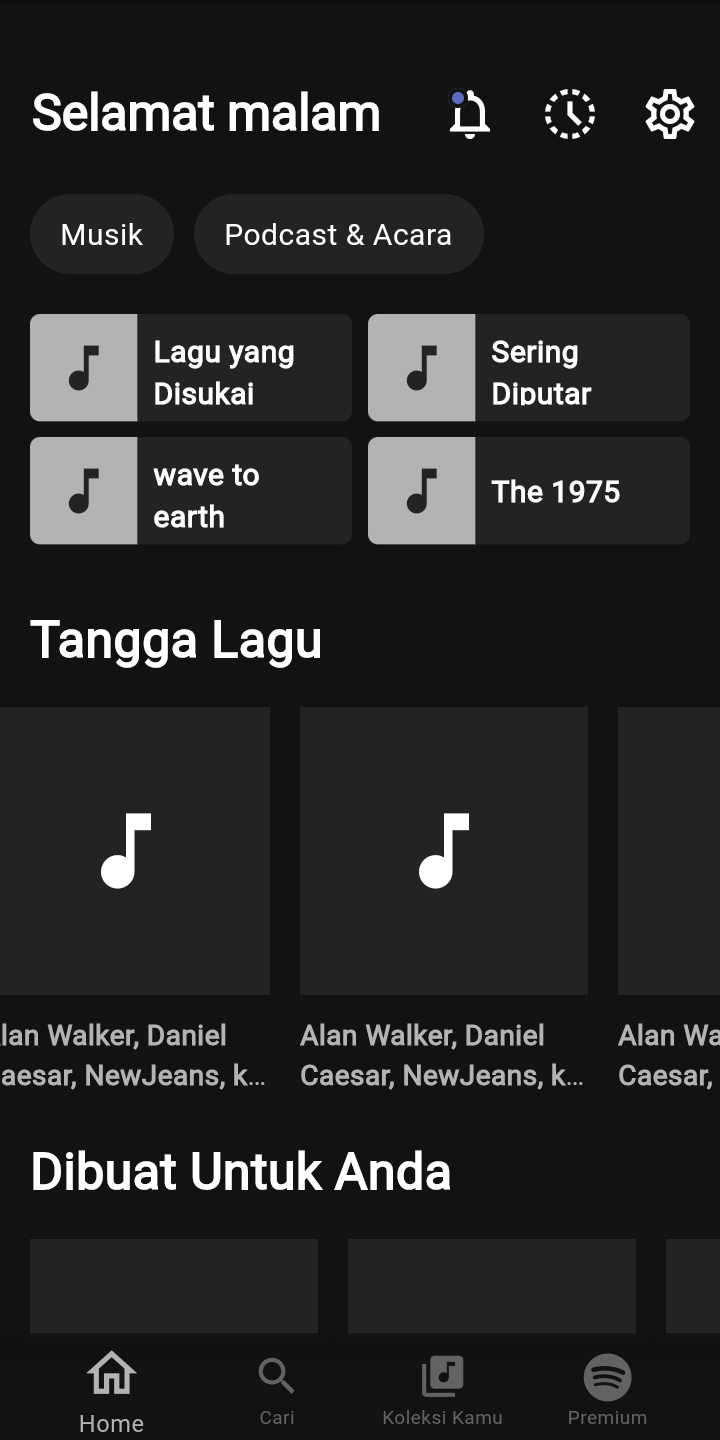 Selamat malam
Musik
Podcast & Acara
Lagu yang
Disukai
Sering
Diputar
wave to
earth
The 1975
Tangga Lagu
lan Walker, Daniel
aesar, NewJeans, k...
Alan Walker, Daniel
Caesar, NewJeans, k...
Alan Wa
Caesar,
Dibuat Untuk Anda
Home
Cari
Koleksi Kamu
Premium